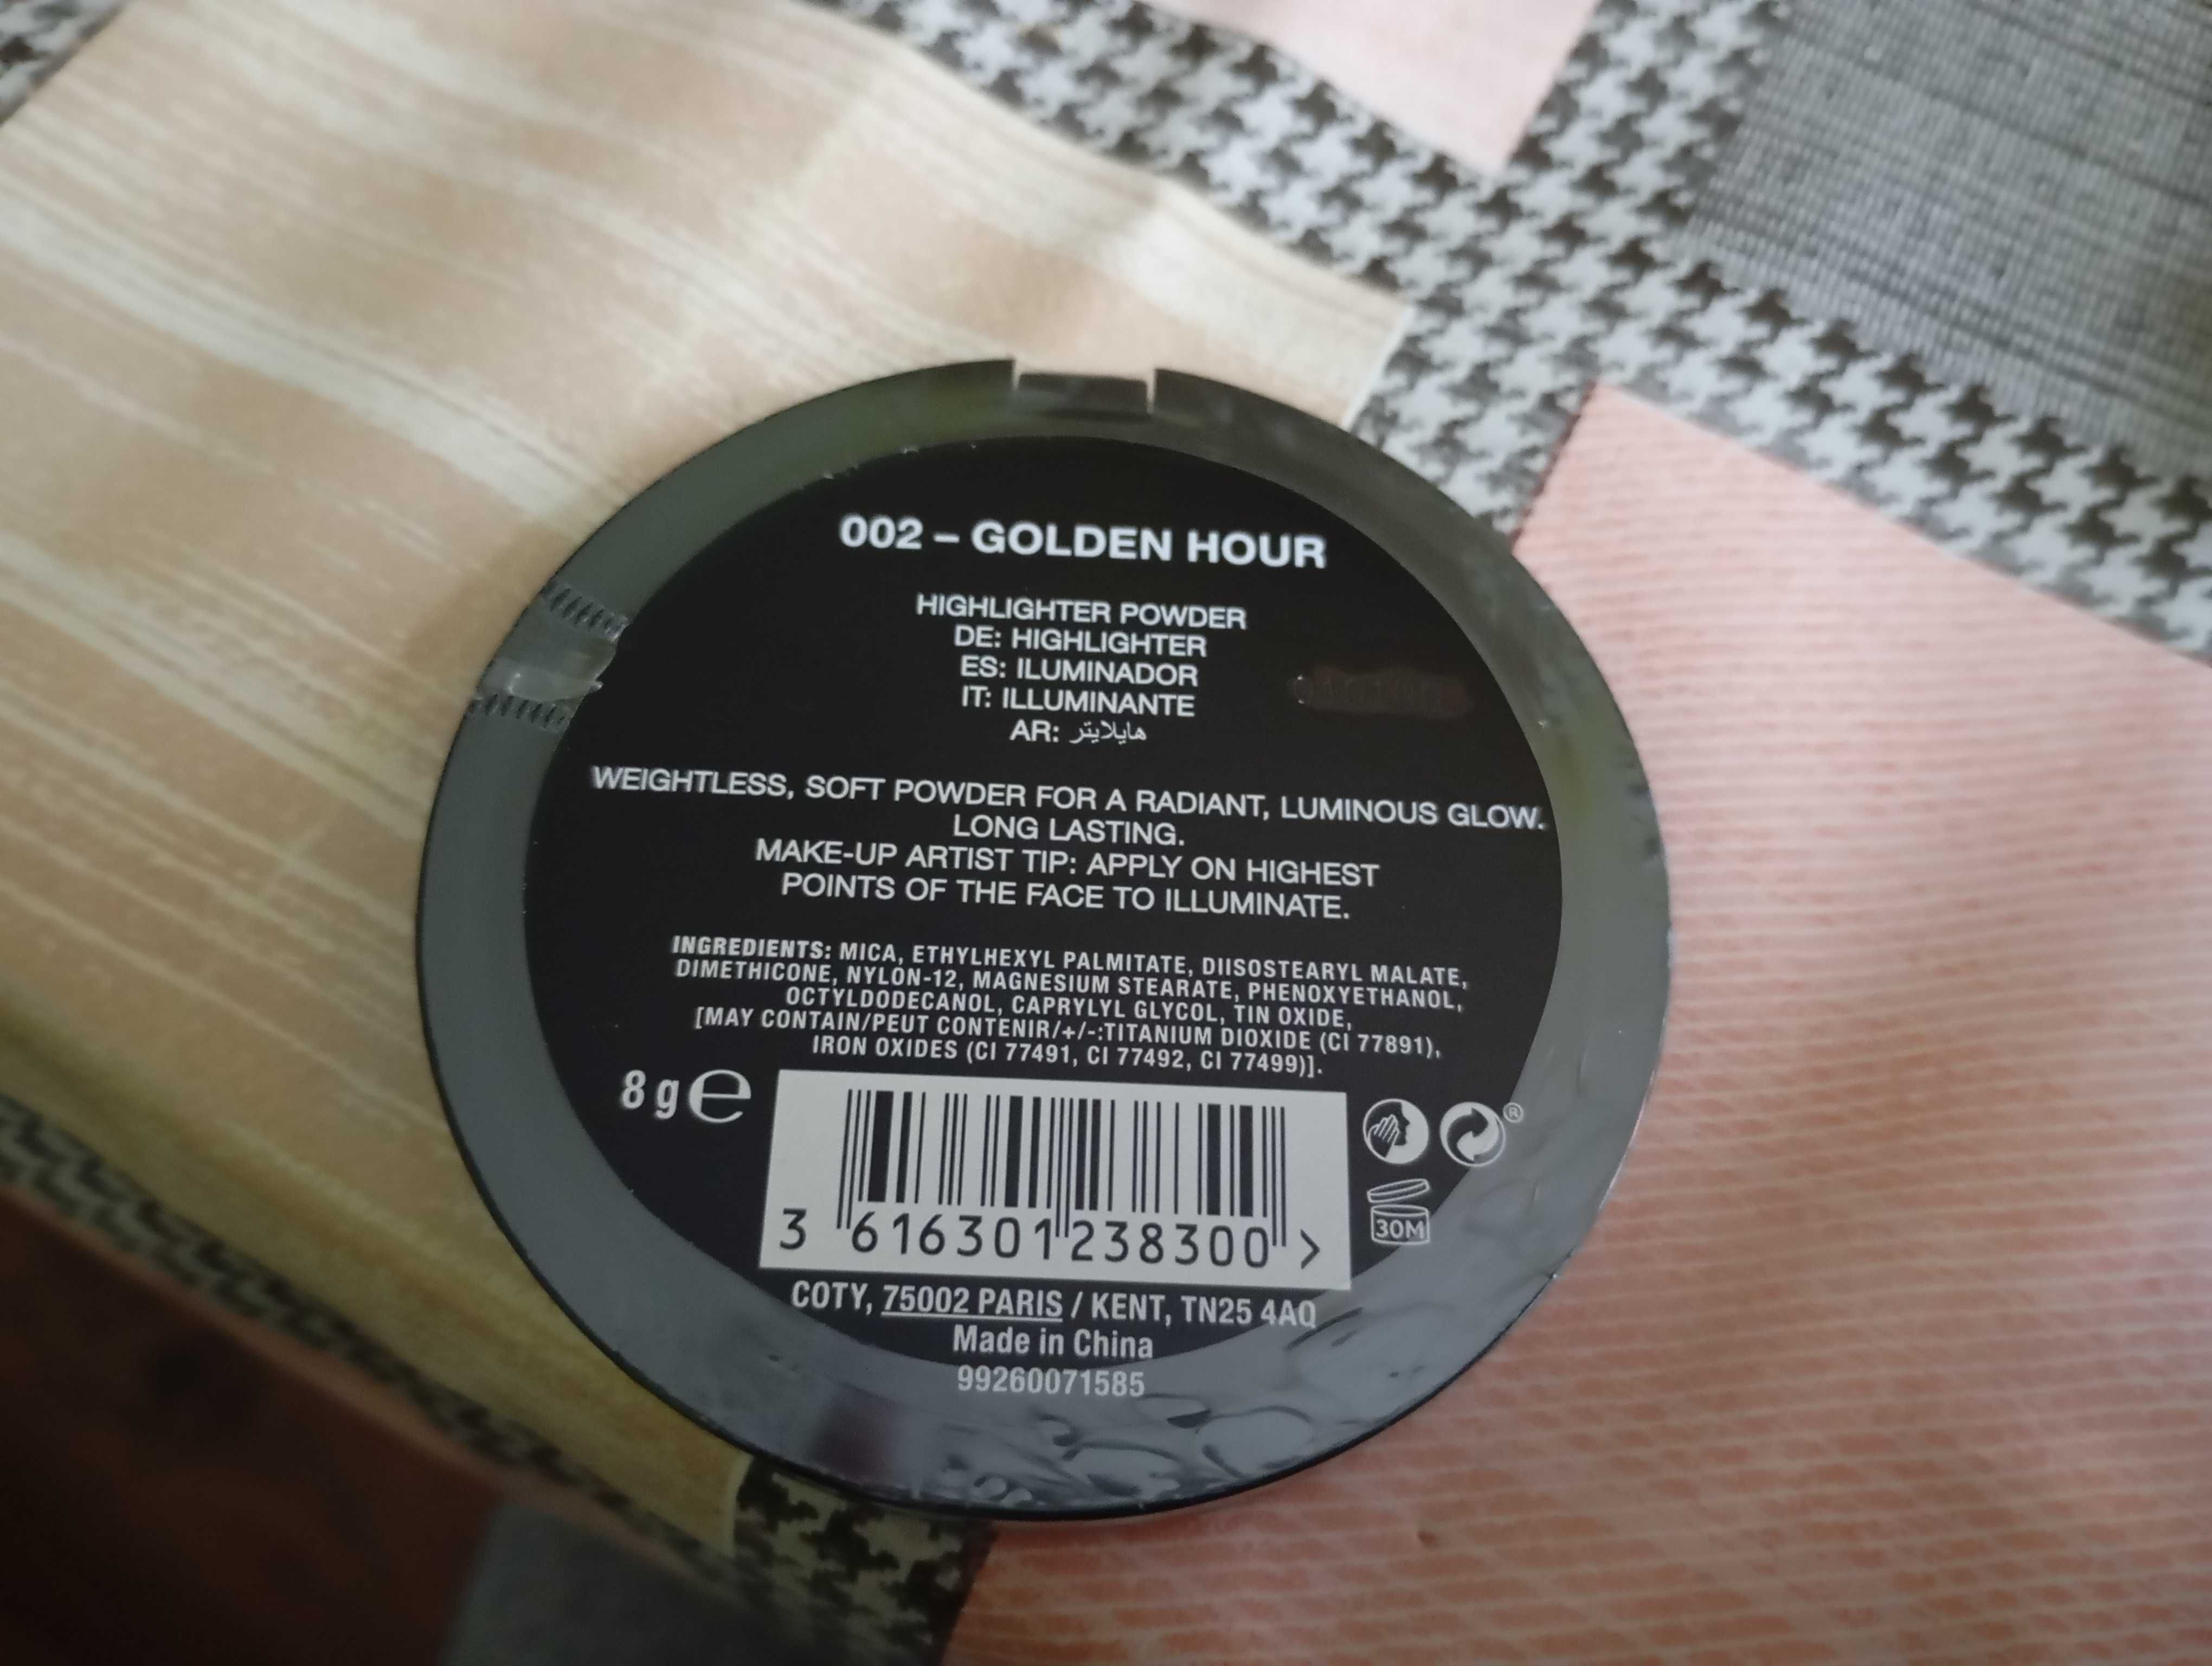 002 – GOLDEN HOUR
HIGHLIGHTER POWDER
DE: HIGHLIGHTER
ES: ILUMINADOR
IT: ILLUMINANTE
AR: هايلايتر
WEIGHTLESS, SOFT POWDER FOR A RADIANT, LUMINOUS GLOW.
LONG LASTING.
MAKE-UP ARTIST TIP: APPLY ON HIGHEST
POINTS OF THE FACE TO ILLUMINATE.
INGREDIENTS: MICA, ETHYLHEXYL PALMITATE, DIISOSTEARYL MALATE,
DIMETHICONE, NYLON-12, MAGNESIUM STEARATE, PHENOXYETHANOL,
OCTYLDODECANOL, CAPRYLYL GLYCOL, TIN OXIDE,
[MAY CONTAIN/PEUT CONTENIR/+/-:TITANIUM DIOXIDE (CI 77891),
IRON OXIDES (CI 77491, CI 77492, CI 77499)].
8 g e
®
30M
3 616301 238300 >
COTY, 75002 PARIS / KENT, TN25 4AQ
Made in China
99260071585